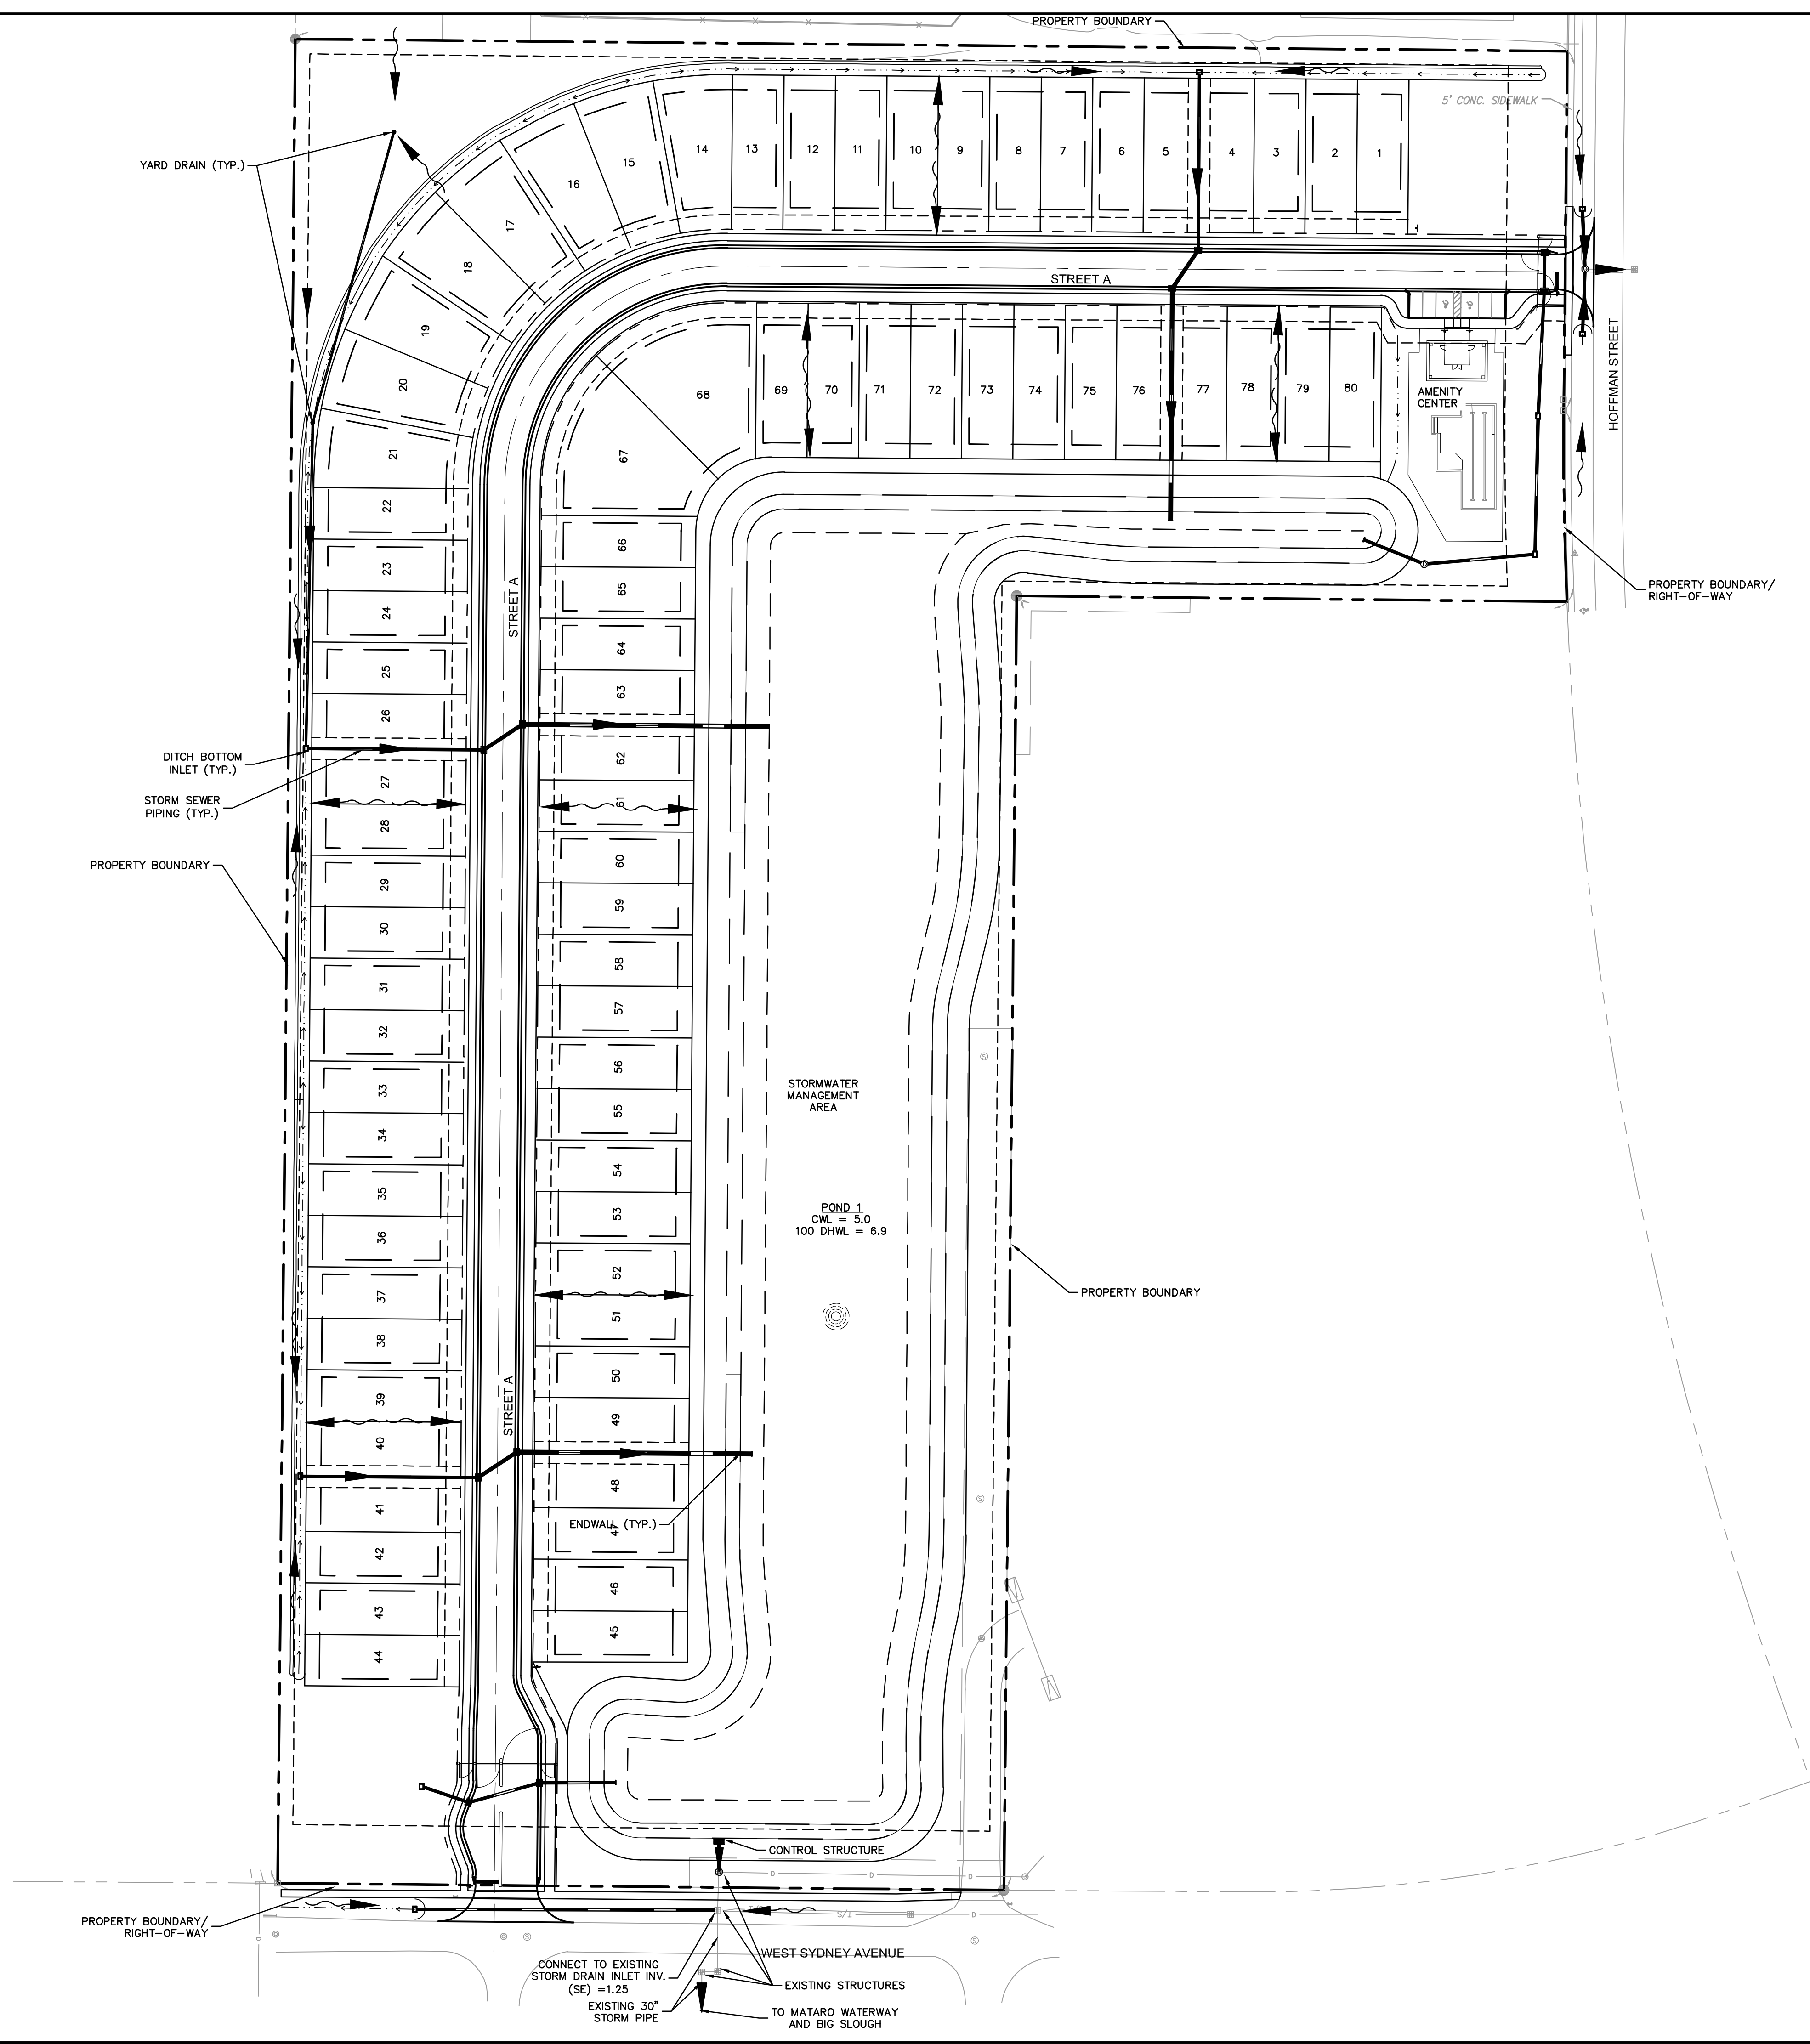 PROPERTY BOUNDARY
5' CONC. SIDEWALK
YARD DRAIN (TYP.)
14
13
12
11
10
9
8
7
6
5
4
3
2
1
15
16
17
18
19
20
21
22
23
24
25
26
27
28
29
30
31
32
33
34
35
36
37
38
39
40
41
42
43
44
STREET A
HOFFMAN STREET
68
69
70
71
72
73
74
75
76
77
78
79
80
AMENITY
CENTER
67
66
65
64
63
62
61
60
59
58
57
56
55
54
53
52
51
50
49
48
47
46
45
STREET A
STREET A
PROPERTY BOUNDARY/
RIGHT-OF-WAY
DITCH BOTTOM
INLET (TYP.)
STORM SEWER
PIPING (TYP.)
PROPERTY BOUNDARY
STORMWATER
MANAGEMENT
AREA
POND 1
CWL = 5.0
100 DHWL = 6.9
PROPERTY BOUNDARY
ENDWALL (TYP.)
CONTROL STRUCTURE
D
D
D
D
S/T
D
PROPERTY BOUNDARY/
RIGHT-OF-WAY
WEST SYDNEY AVENUE
CONNECT TO EXISTING
STORM DRAIN INLET INV.
(SE) =1.25
EXISTING STRUCTURES
EXISTING 30"
STORM PIPE
TO MATARO WATERWAY
AND BIG SLOUGH